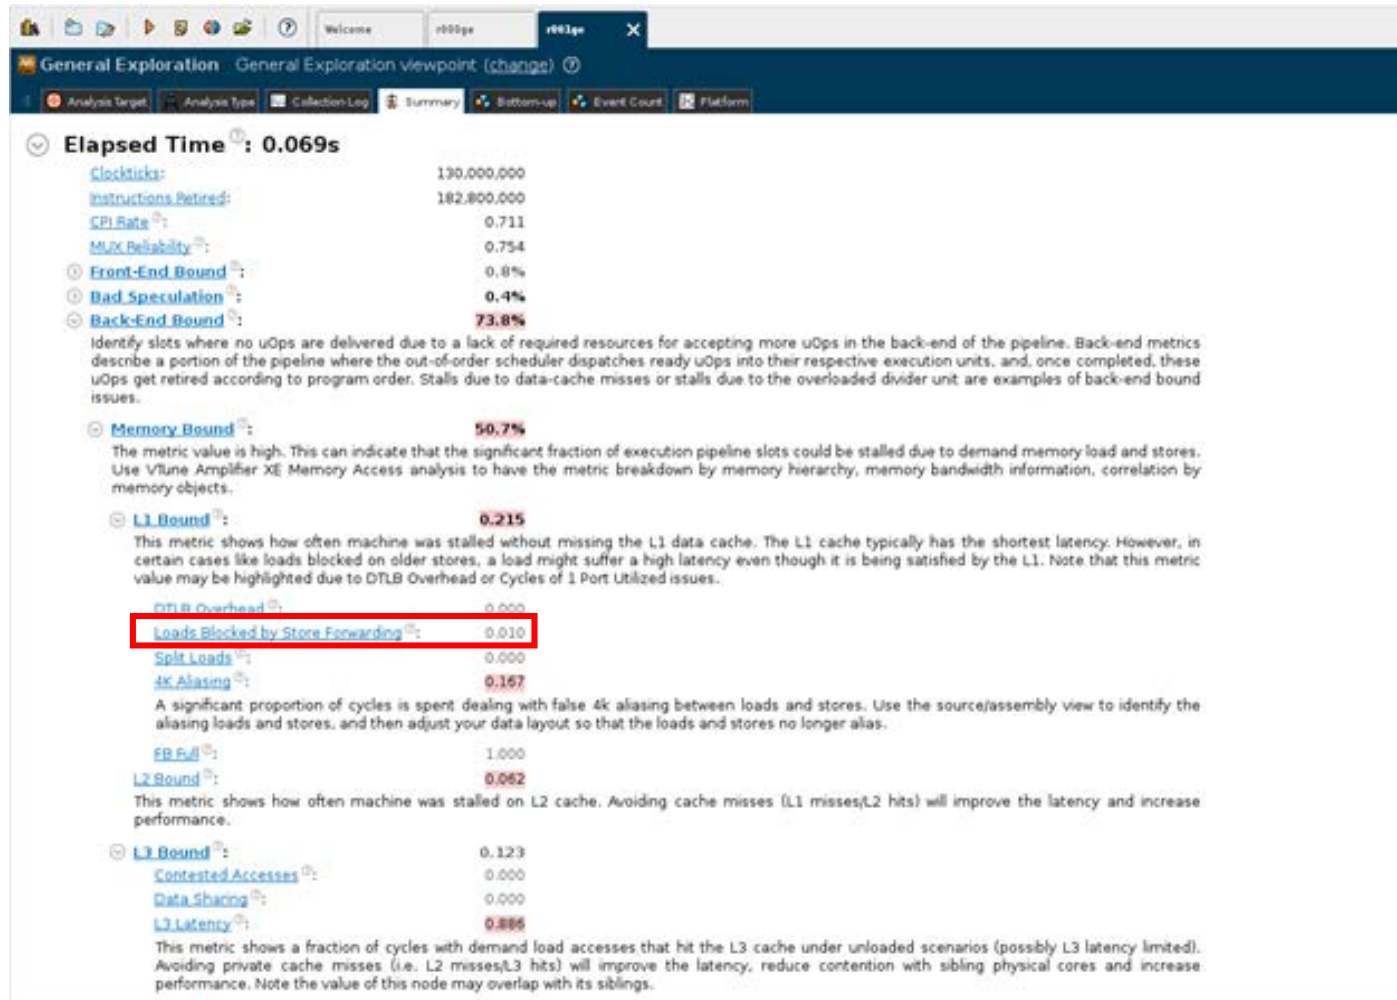 Welcome r000ge r001ge
General Exploration General Exploration viewpoint (change)
Analysis Target Analysis Type Collection Log Summary Bottom-up Event Count Platform
Elapsed Time: 0.069s
Clockticks: 130,000,000
Instructions Retired: 182,800,000
CPI Rate: 0.711
MUX Reliability: 0.754
Front-End Bound: 0.8%
Bad Speculation: 0.4%
Back-End Bound: 73.8%
Identify slots where no uOps are delivered due to a lack of required resources for accepting more uOps in the back-end of the pipeline. Back-end metrics
describe a portion of the pipeline where the out-of-order scheduler dispatches ready uOps into their respective execution units, and, once completed, these
uOps get retired according to program order. Stalls due to data-cache misses or stalls due to the overloaded divider unit are examples of back-end bound
issues.
Memory Bound: 50.7%
The metric value is high. This can indicate that the significant fraction of execution pipeline slots could be stalled due to demand memory load and stores.
Use VTune Amplifier XE Memory Access analysis to have the metric breakdown by memory hierarchy, memory bandwidth information, correlation by
memory objects.
L1 Bound: 0.215
This metric shows how often machine was stalled without missing the L1 data cache. The L1 cache typically has the shortest latency. However, in
certain cases like loads blocked on older stores, a load might suffer a high latency even though it is being satisfied by the L1. Note that this metric
value may be highlighted due to DTLB Overhead or Cycles of 1 Port Utilized issues.
DTLB Overhead: 0.000
Loads Blocked by Store Forwarding: 0.010
Split Loads: 0.000
4K Aliasing: 0.167
A significant proportion of cycles is spent dealing with false 4k aliasing between loads and stores. Use the source/assembly view to identify the
aliasing loads and stores, and then adjust your data layout so that the loads and stores no longer alias.
FB Full: 1.000
L2 Bound: 0.062
This metric shows how often machine was stalled on L2 cache. Avoiding cache misses (L1 misses/L2 hits) will improve the latency and increase
performance.
L3 Bound: 0.123
Contested Accesses: 0.000
Data Sharing: 0.000
L3 Latency: 0.886
This metric shows a fraction of cycles with demand load accesses that hit the L3 cache under unloaded scenarios (possibly L3 latency limited).
Avoiding private cache misses (i.e. L2 misses/L3 hits) will improve the latency, reduce contention with sibling physical cores and increase
performance. Note the value of this node may overlap with its siblings.